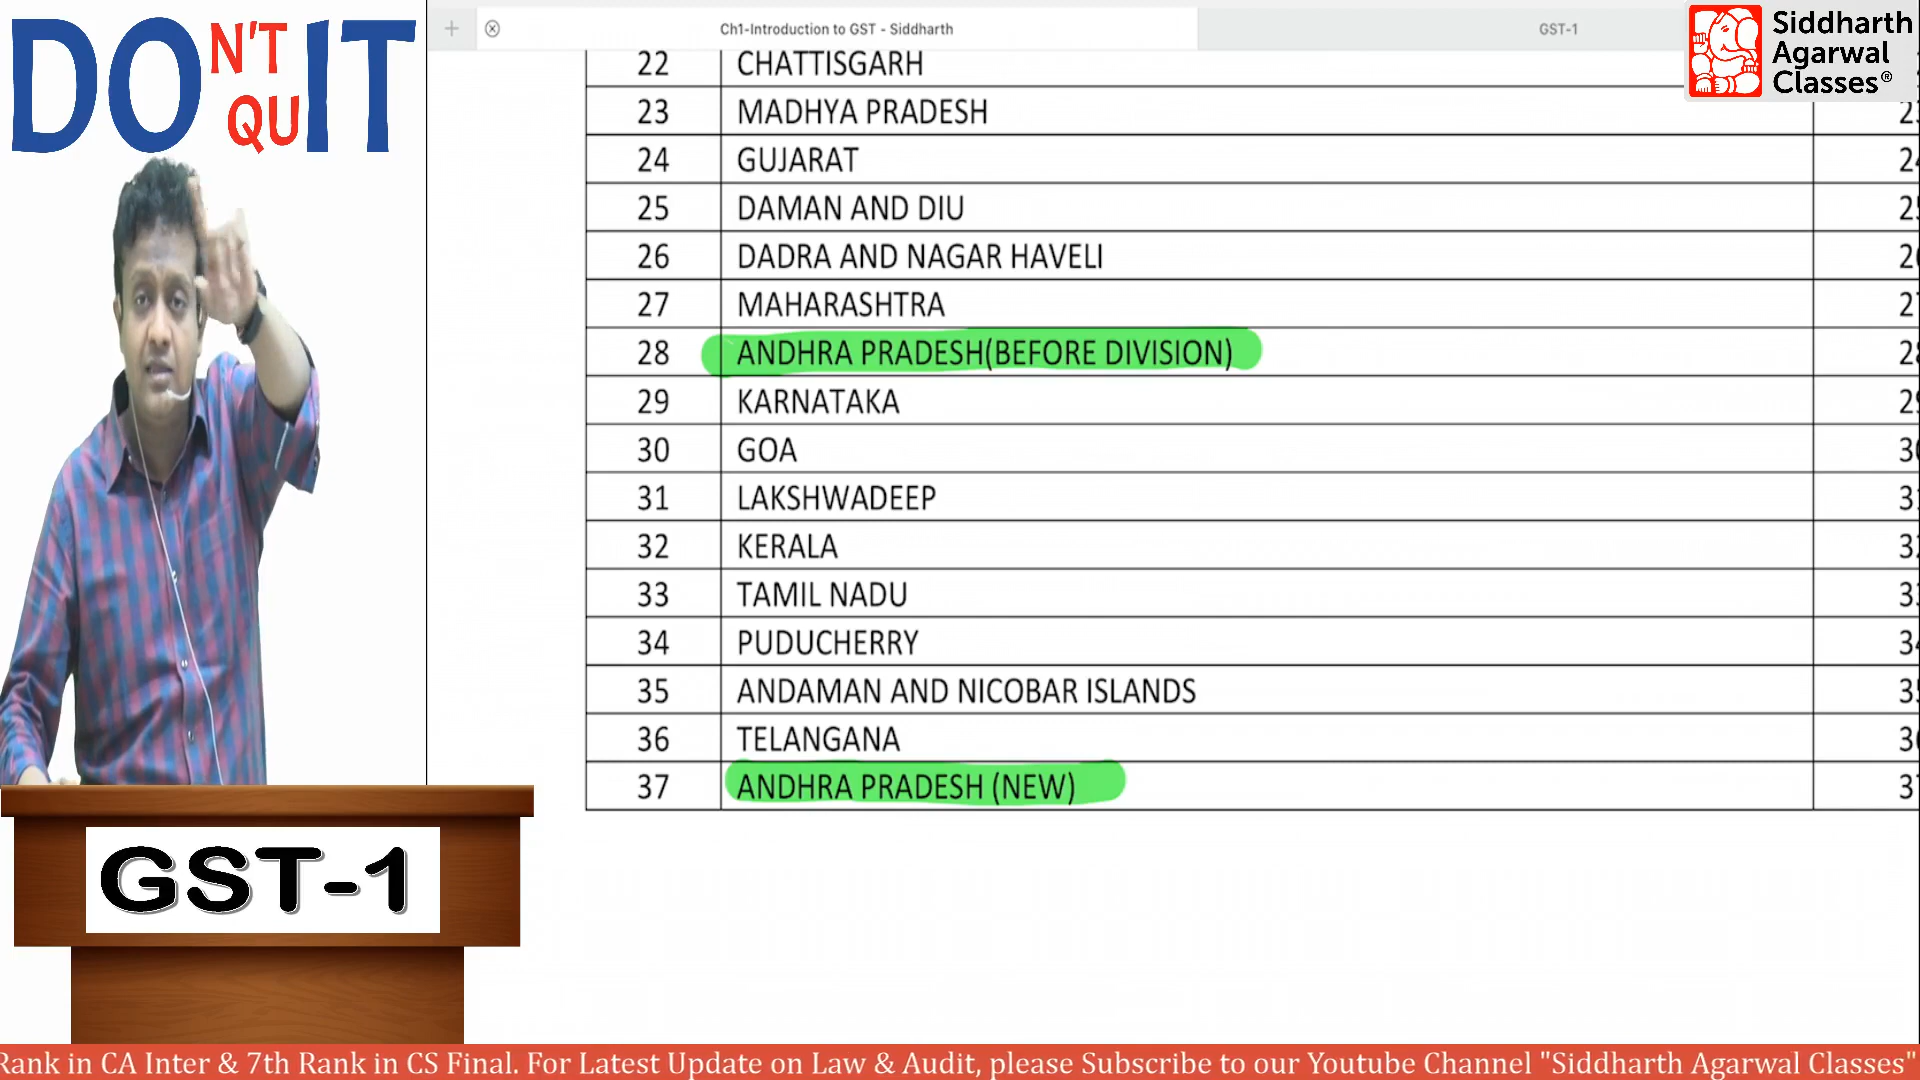 DON'T
QUIT
Ch1-Introduction to GST - Siddharth
GST-1
Siddharth
Agarwal
Classes®
22 CHATTISGARH
23 MADHYA PRADESH
24 GUJARAT
25 DAMAN AND DIU
26 DADRA AND NAGAR HAVELI
27 MAHARASHTRA
28 ANDHRA PRADESH(BEFORE DIVISION)
29 KARNATAKA
30 GOA
31 LAKSHWADEEP
32 KERALA
33 TAMIL NADU
34 PUDUCHERRY
35 ANDAMAN AND NICOBAR ISLANDS
36 TELANGANA
37 ANDHRA PRADESH (NEW)
GST-1
Rank in CA Inter & 7th Rank in CS Final. For Latest Update on Law & Audit, please Subscribe to our Youtube Channel "Siddharth Agarwal Classes"